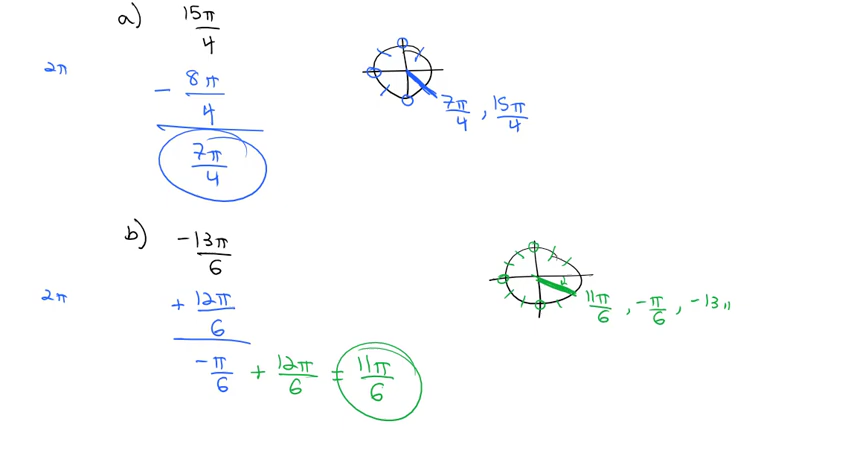 a) 15π/4
2π
- 8π/4
7π/4
7π/4 , 15π/4
b) -13π/6
2π
+ 12π/6
-π/6 + 12π/6 = 11π/6
11π/6 , -π/6 , -13π